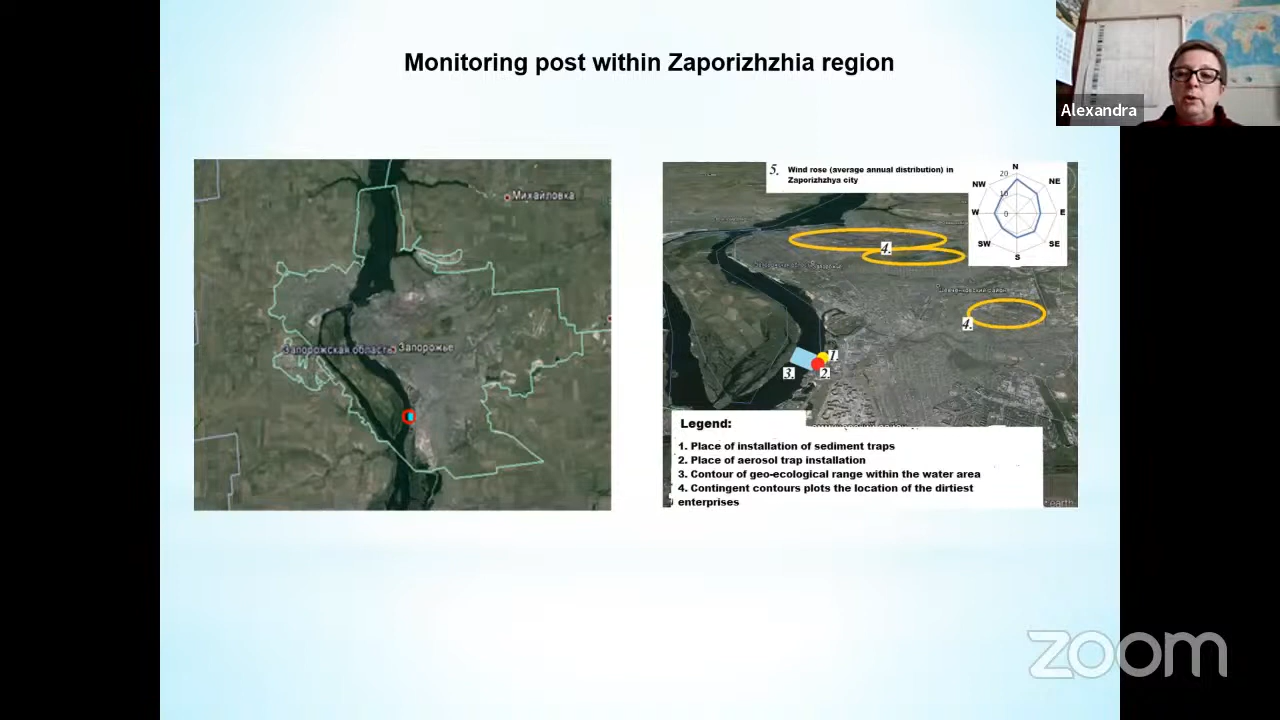 Monitoring post within Zaporizhzhia region
Alexandra
Михайловка
Запорожская область
Запорожье
5. Wind rose (average annual distribution) in
Zaporizhzhya city
N
NE
E
SE
S
SW
W
NW
20
10
0
4.
4.
1.
2.
3.
Legend:
1. Place of installation of sediment traps
2. Place of aerosol trap installation
3. Contour of geo-ecological range within the water area
4. Contingent contours plots the location of the dirtiest
enterprises
zoom